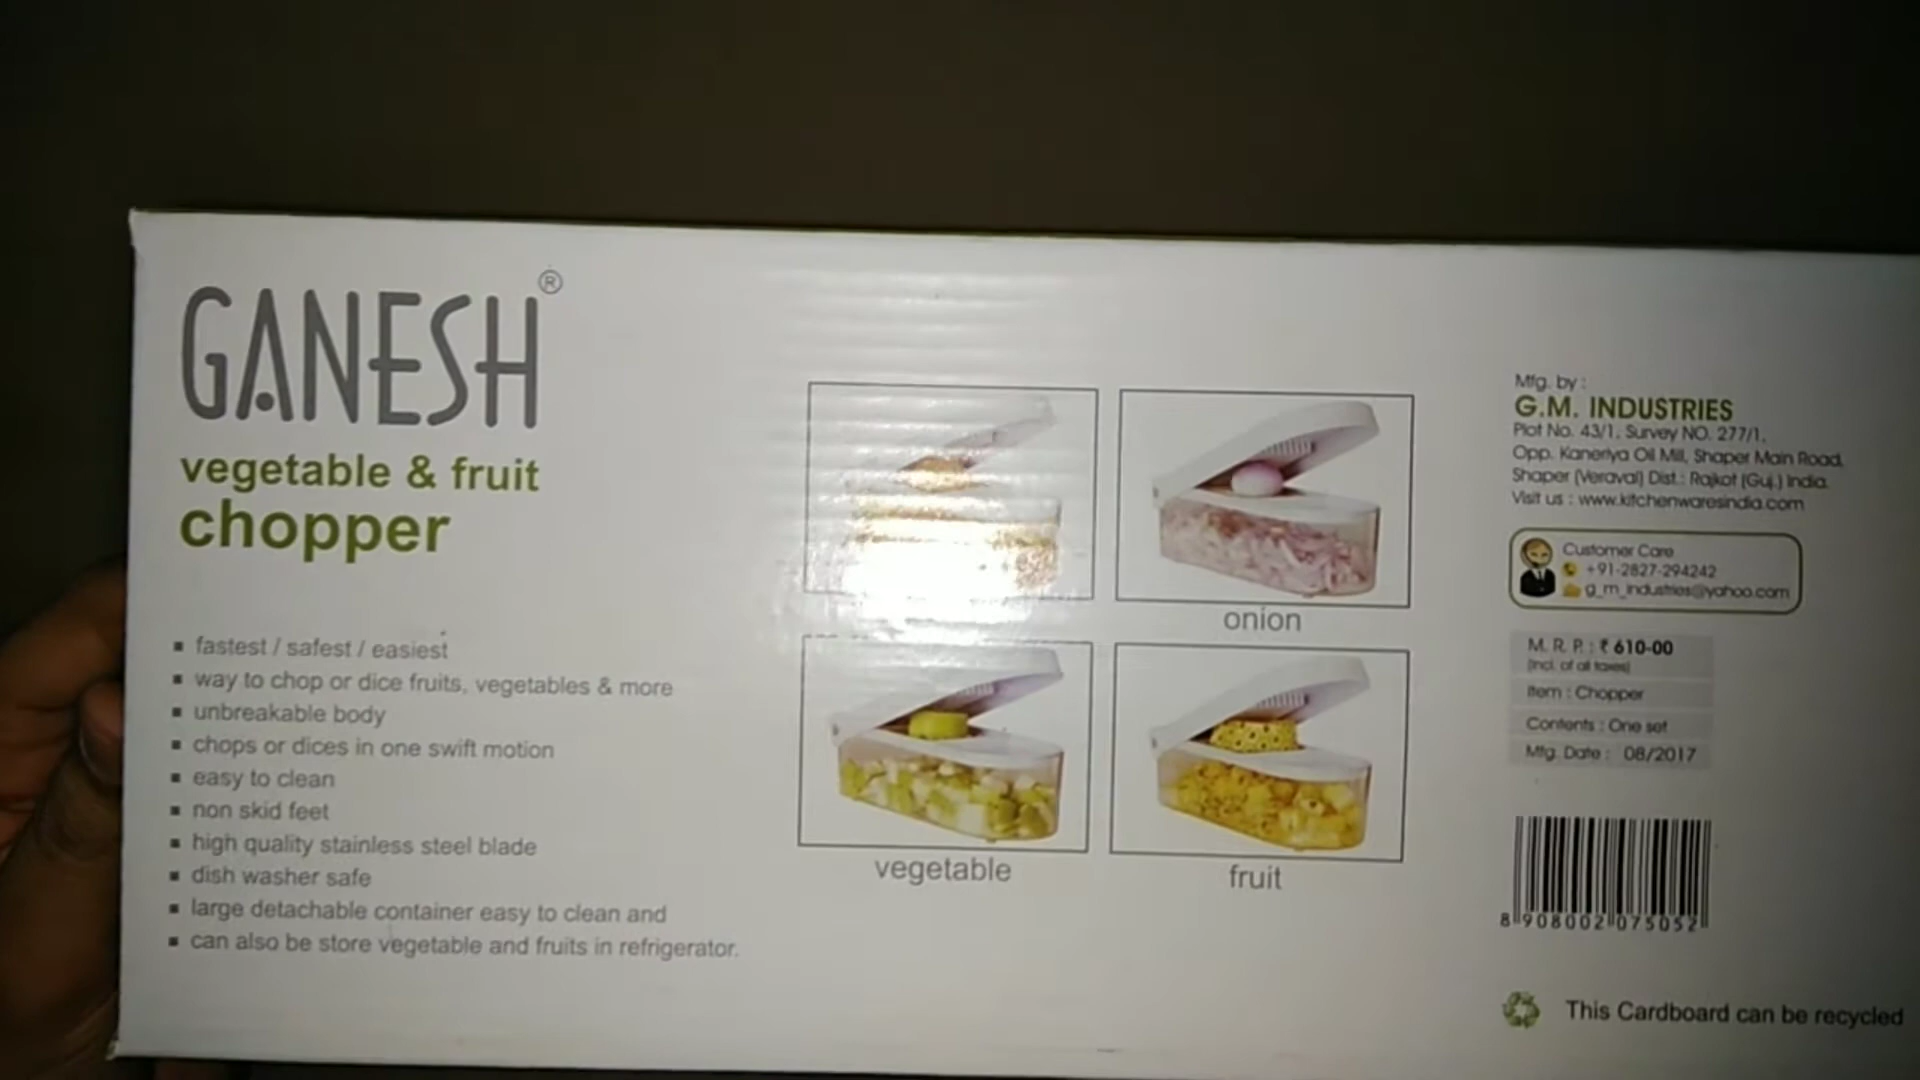 GANESH®
vegetable & fruit
chopper
▪ fastest / safest / easiest
▪ way to chop or dice fruits, vegetables & more
▪ unbreakable body
▪ chops or dices in one swift motion
▪ easy to clean
▪ non skid feet
▪ high quality stainless steel blade
▪ dish washer safe
▪ large detachable container easy to clean and
▪ can also be store vegetable and fruits in refrigerator.
onion
vegetable
fruit
Mfg. by :
G.M. INDUSTRIES
Plot No. 43/1, Survey NO. 277/1,
Opp. Kaneriya Oil Mill, Shaper Main Road,
Shaper (Veraval) Dist.: Rajkot (Guj.) India.
Visit us : www.kitchenwaresindia.com
Customer Care
+91-2827-294242
g_m_industries@yahoo.com
M. R. P. : ₹ 610-00
(Incl. of all taxes)
Item : Chopper
Contents : One set
Mfg. Date : 08/2017
8 908002 075052
This Cardboard can be recycled